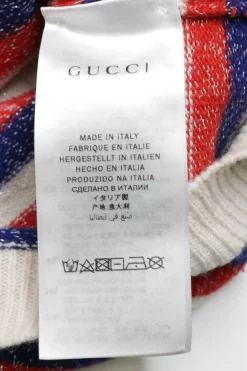 GUCCI
MADE IN ITALY
FABRIQUE EN ITALIE
HERGESTELLT IN ITALIEN
HECHO EN ITALIA
PRODUZIDO NA ITALIA
СДЕЛАНО В ИТАЛИИ
イタリア製
产地 意大利
صنع في ايطاليا